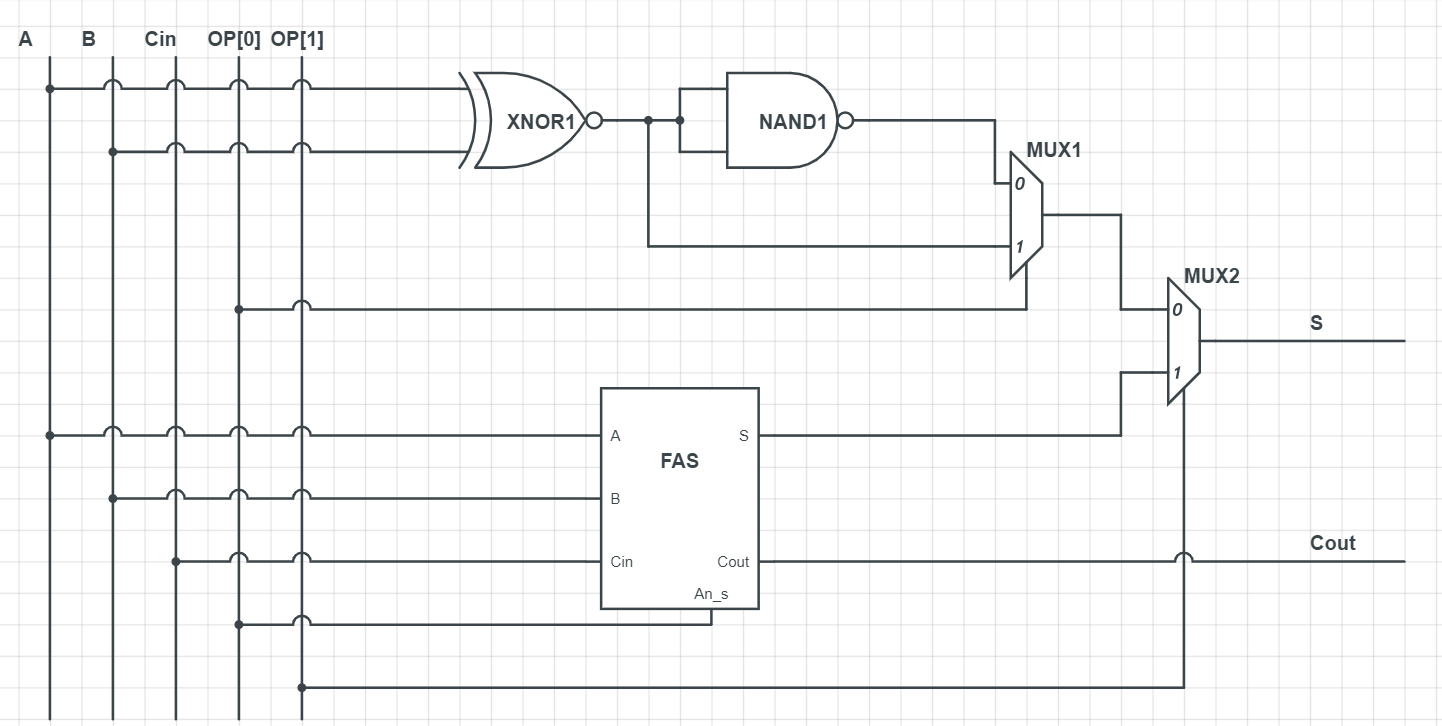 A B Cin OP[0] OP[1]
XNOR1 NAND1
MUX1
0
1
MUX2
0
1
S
FAS
A S
B
Cin Cout
An_s
Cout